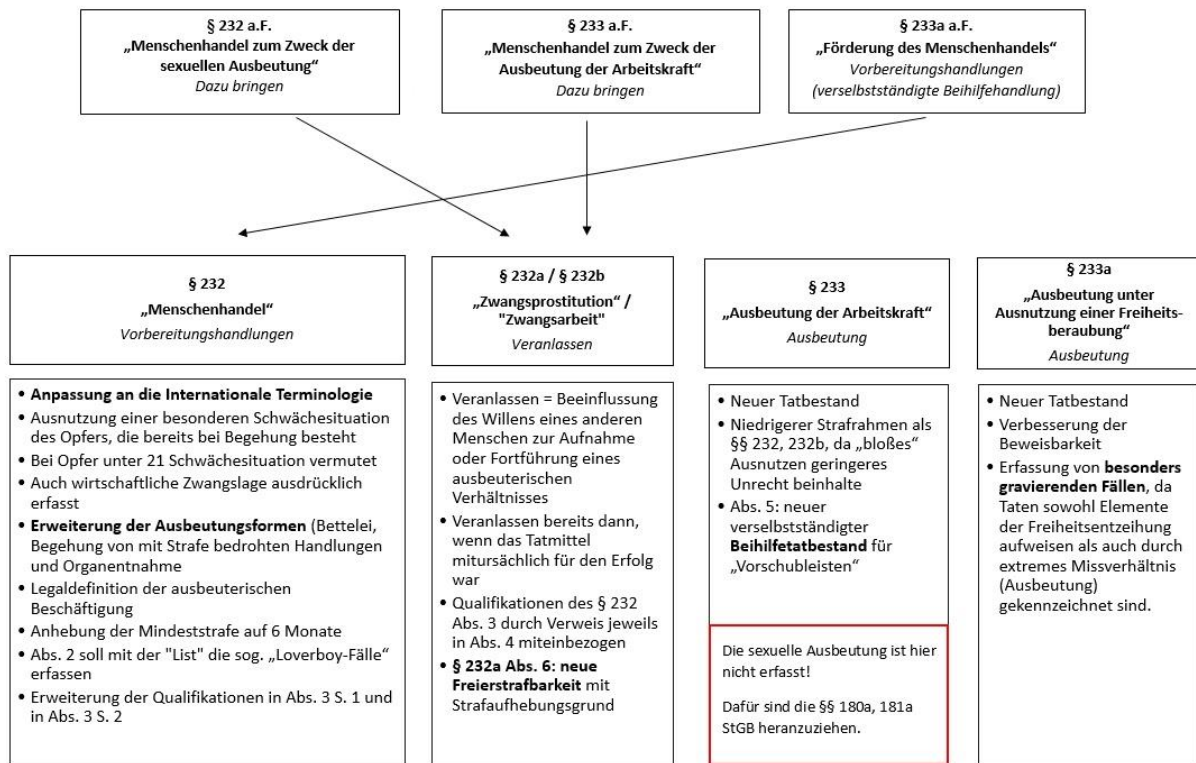 § 232 a.F.
„Menschenhandel zum Zweck der
sexuellen Ausbeutung“
Dazu bringen
§ 233 a.F.
„Menschenhandel zum Zweck der
Ausbeutung der Arbeitskraft“
Dazu bringen
§ 233a a.F.
„Förderung des Menschenhandels“
Vorbereitungshandlungen
(verselbstständigte Beihilfehandlung)
§ 232
„Menschenhandel“
Vorbereitungshandlungen
• Anpassung an die Internationale Terminologie
• Ausnutzung einer besonderen Schwächesituation
des Opfers, die bereits bei Begehung besteht
• Bei Opfer unter 21 Schwächesituation vermutet
• Auch wirtschaftliche Zwangslage ausdrücklich
erfasst
• Erweiterung der Ausbeutungsformen (Bettelei,
Begehung von mit Strafe bedrohten Handlungen
und Organentnahme
• Legaldefinition der ausbeuterischen
Beschäftigung
• Anhebung der Mindeststrafe auf 6 Monate
• Abs. 2 soll mit der "List" die sog. „Loverboy-Fälle“
erfassen
• Erweiterung der Qualifikationen in Abs. 3 S. 1 und
in Abs. 3 S. 2
§ 232a / § 232b
„Zwangsprostitution“ /
"Zwangsarbeit"
Veranlassen
• Veranlassen = Beeinflussung
des Willens eines anderen
Menschen zur Aufnahme
oder Fortführung eines
ausbeuterischen
Verhältnisses
• Veranlassen bereits dann,
wenn das Tatmittel
mitursächlich für den Erfolg
war
• Qualifikationen des § 232
Abs. 3 durch Verweis jeweils
in Abs. 4 miteinbezogen
• § 232a Abs. 6: neue
Freierstrafbarkeit mit
Strafaufhebungsgrund
§ 233
„Ausbeutung der Arbeitskraft“
Ausbeutung
• Neuer Tatbestand
• Niedrigerer Strafrahmen als
§§ 232, 232b, da „bloßes“
Ausnutzen geringeres
Unrecht beinhalte
• Abs. 5: neuer
verselbstständigter
Beihilfetatbestand für
„Vorschubleisten“
Die sexuelle Ausbeutung ist hier
nicht erfasst!
Dafür sind die §§ 180a, 181a
StGB heranzuziehen.
§ 233a
„Ausbeutung unter
Ausnutzung einer Freiheits-
beraubung“
Ausbeutung
• Neuer Tatbestand
• Verbesserung der
Beweisbarkeit
• Erfassung von besonders
gravierenden Fällen, da
Taten sowohl Elemente
der Freiheitsentzeihung
aufweisen als auch durch
extremes Missverhältnis
(Ausbeutung)
gekennzeichnet sind.